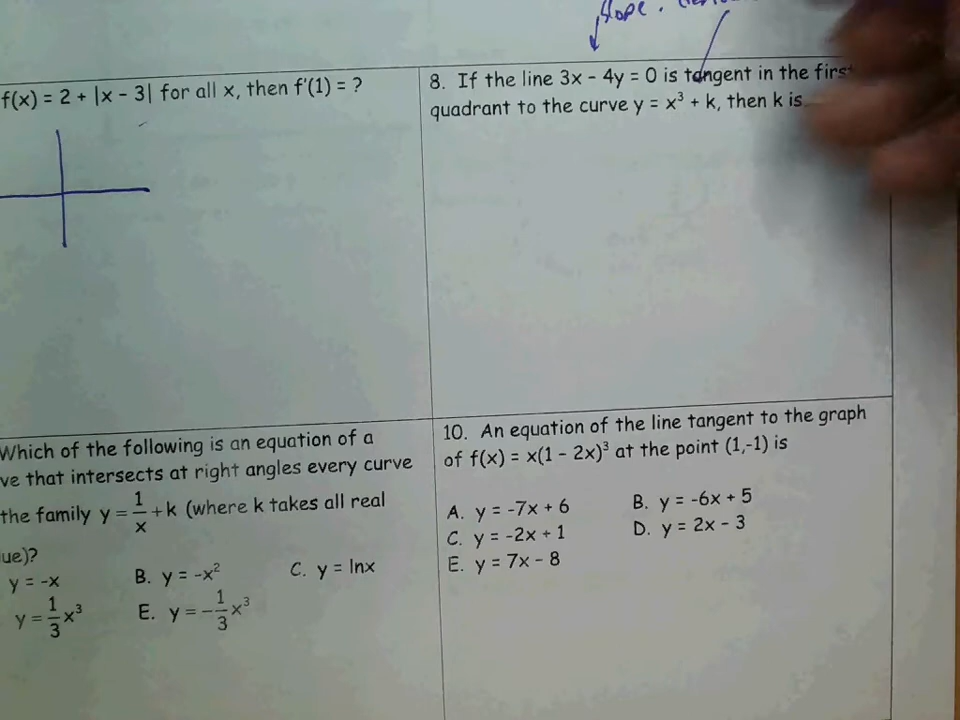 slope.
f(x) = 2 + |x - 3| for all x, then f'(1) = ?
8. If the line 3x - 4y = 0 is tangent in the first
quadrant to the curve y = x³ + k, then k is
Which of the following is an equation of a
ve that intersects at right angles every curve
the family y = 1/x + k (where k takes all real
ue)?
y = -x
B. y = -x²
C. y = lnx
y = 1/3 x³
E. y = -1/3 x³
10. An equation of the line tangent to the graph
of f(x) = x(1 - 2x)³ at the point (1,-1) is
A. y = -7x + 6
B. y = -6x + 5
C. y = -2x + 1
D. y = 2x - 3
E. y = 7x - 8